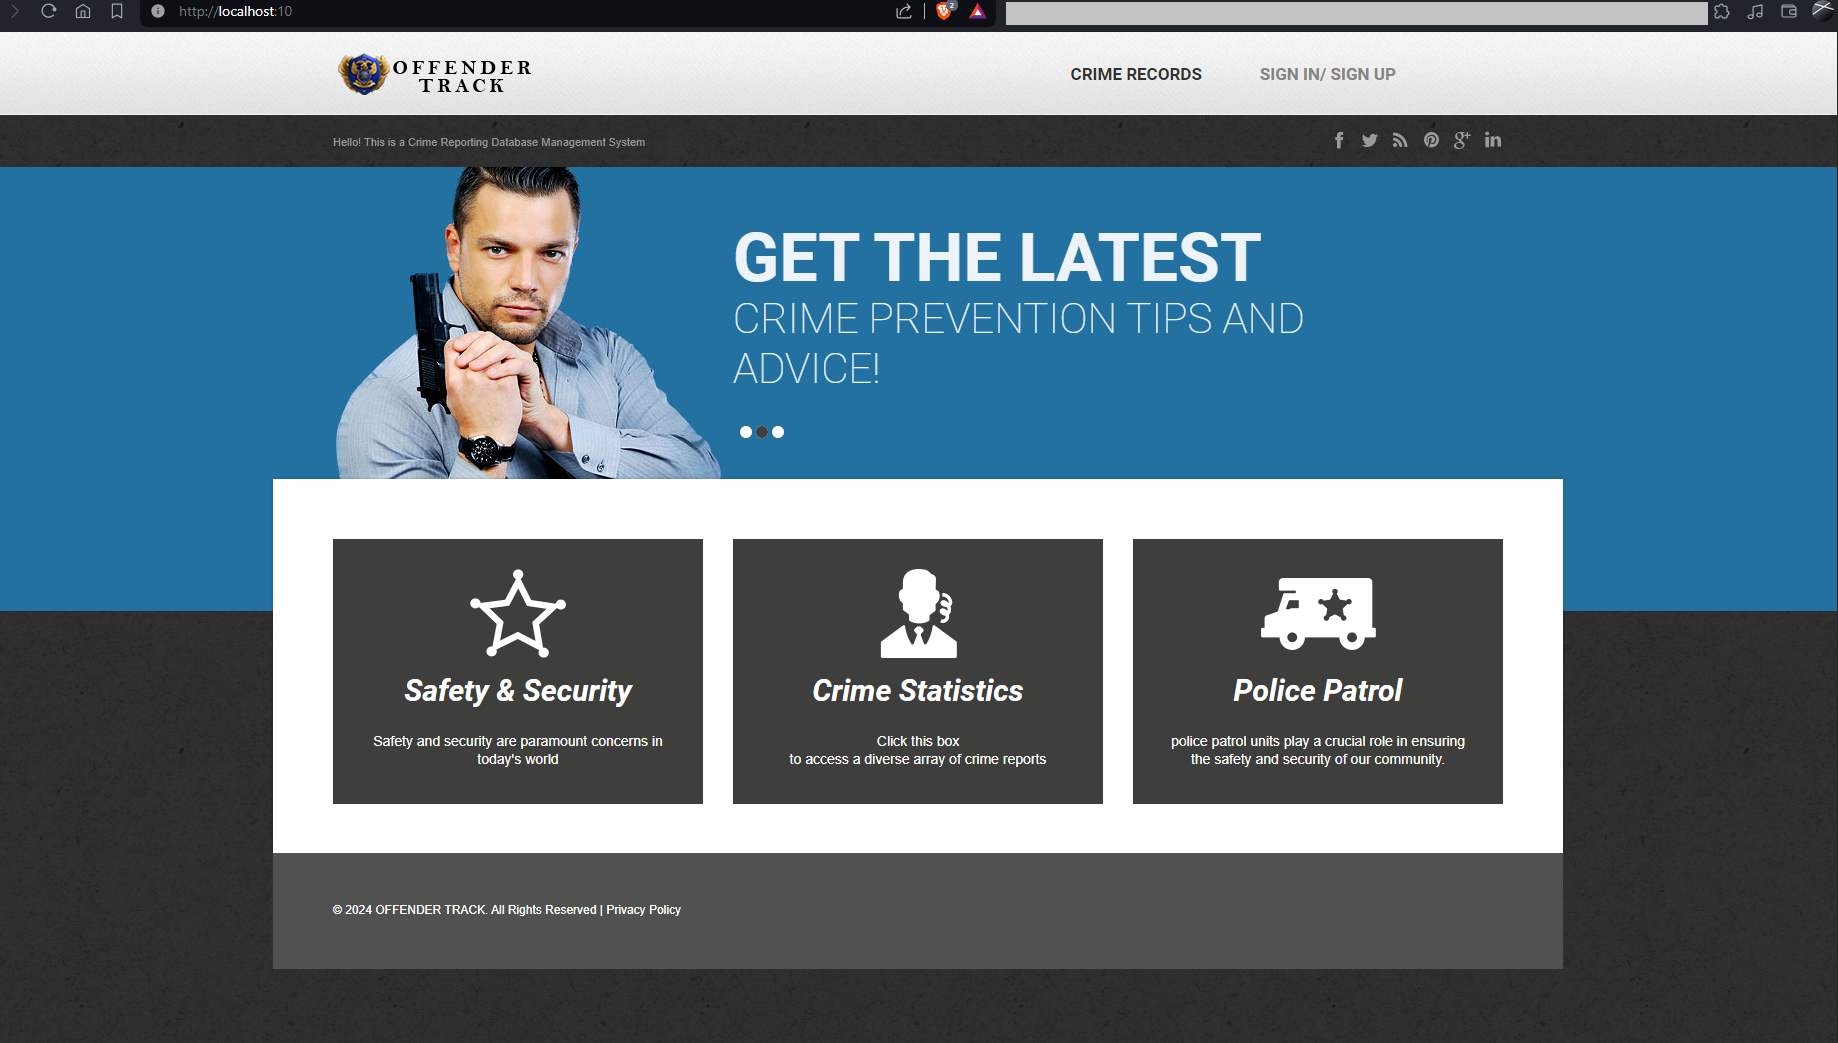 http://localhost:10
2
OFFENDER
TRACK
CRIME RECORDS
SIGN IN/ SIGN UP
Hello! This is a Crime Reporting Database Management System
GET THE LATEST
CRIME PREVENTION TIPS AND
ADVICE!
Safety & Security
Safety and security are paramount concerns in
today's world
Crime Statistics
Click this box
to access a diverse array of crime reports
Police Patrol
police patrol units play a crucial role in ensuring
the safety and security of our community.
© 2024 OFFENDER TRACK. All Rights Reserved | Privacy Policy